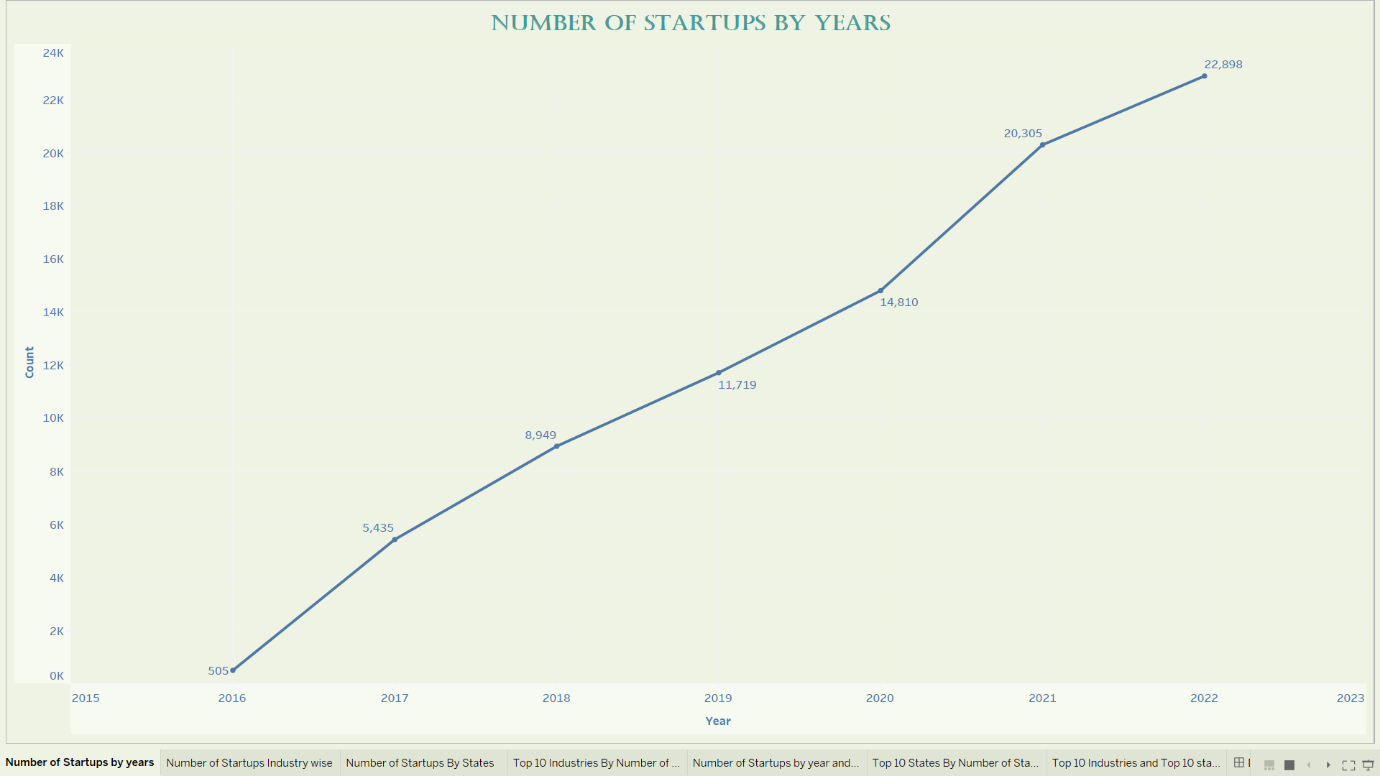 NUMBER OF STARTUPS BY YEARS
24K
22K
20K
18K
16K
14K
12K
10K
8K
6K
4K
2K
0K
Count
505
5,435
8,949
11,719
14,810
20,305
22,898
2015 2016 2017 2018 2019 2020 2021 2022 2023
Year
Number of Startups by years Number of Startups Industry wise Number of Startups By States Top 10 Industries By Number of ... Number of Startups by year and... Top 10 States By Number of Sta... Top 10 Industries and Top 10 sta...